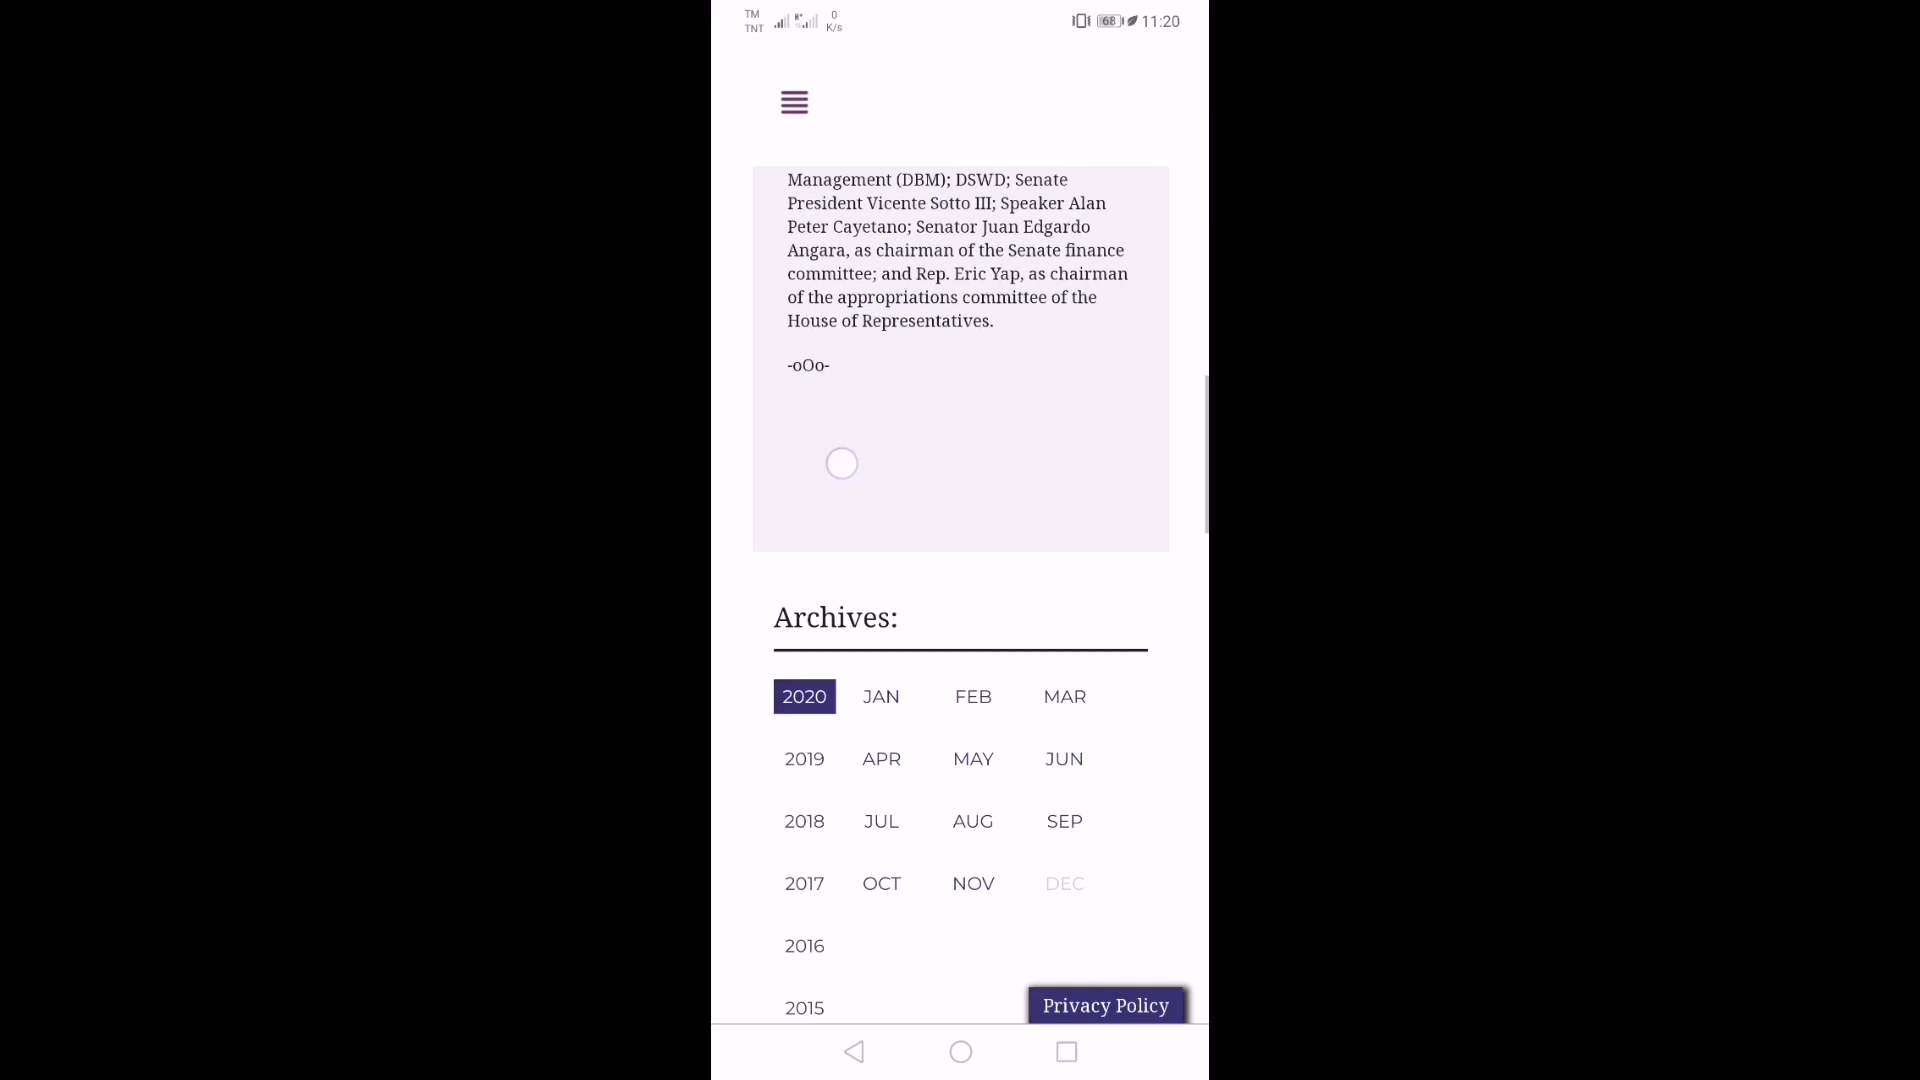 TM
TNT
0
K/s
68
11:20
Management (DBM); DSWD; Senate
President Vicente Sotto III; Speaker Alan
Peter Cayetano; Senator Juan Edgardo
Angara, as chairman of the Senate finance
committee; and Rep. Eric Yap, as chairman
of the appropriations committee of the
House of Representatives.
-oOo-
Archives:
2020 JAN FEB MAR
2019 APR MAY JUN
2018 JUL AUG SEP
2017 OCT NOV DEC
2016
2015
Privacy Policy